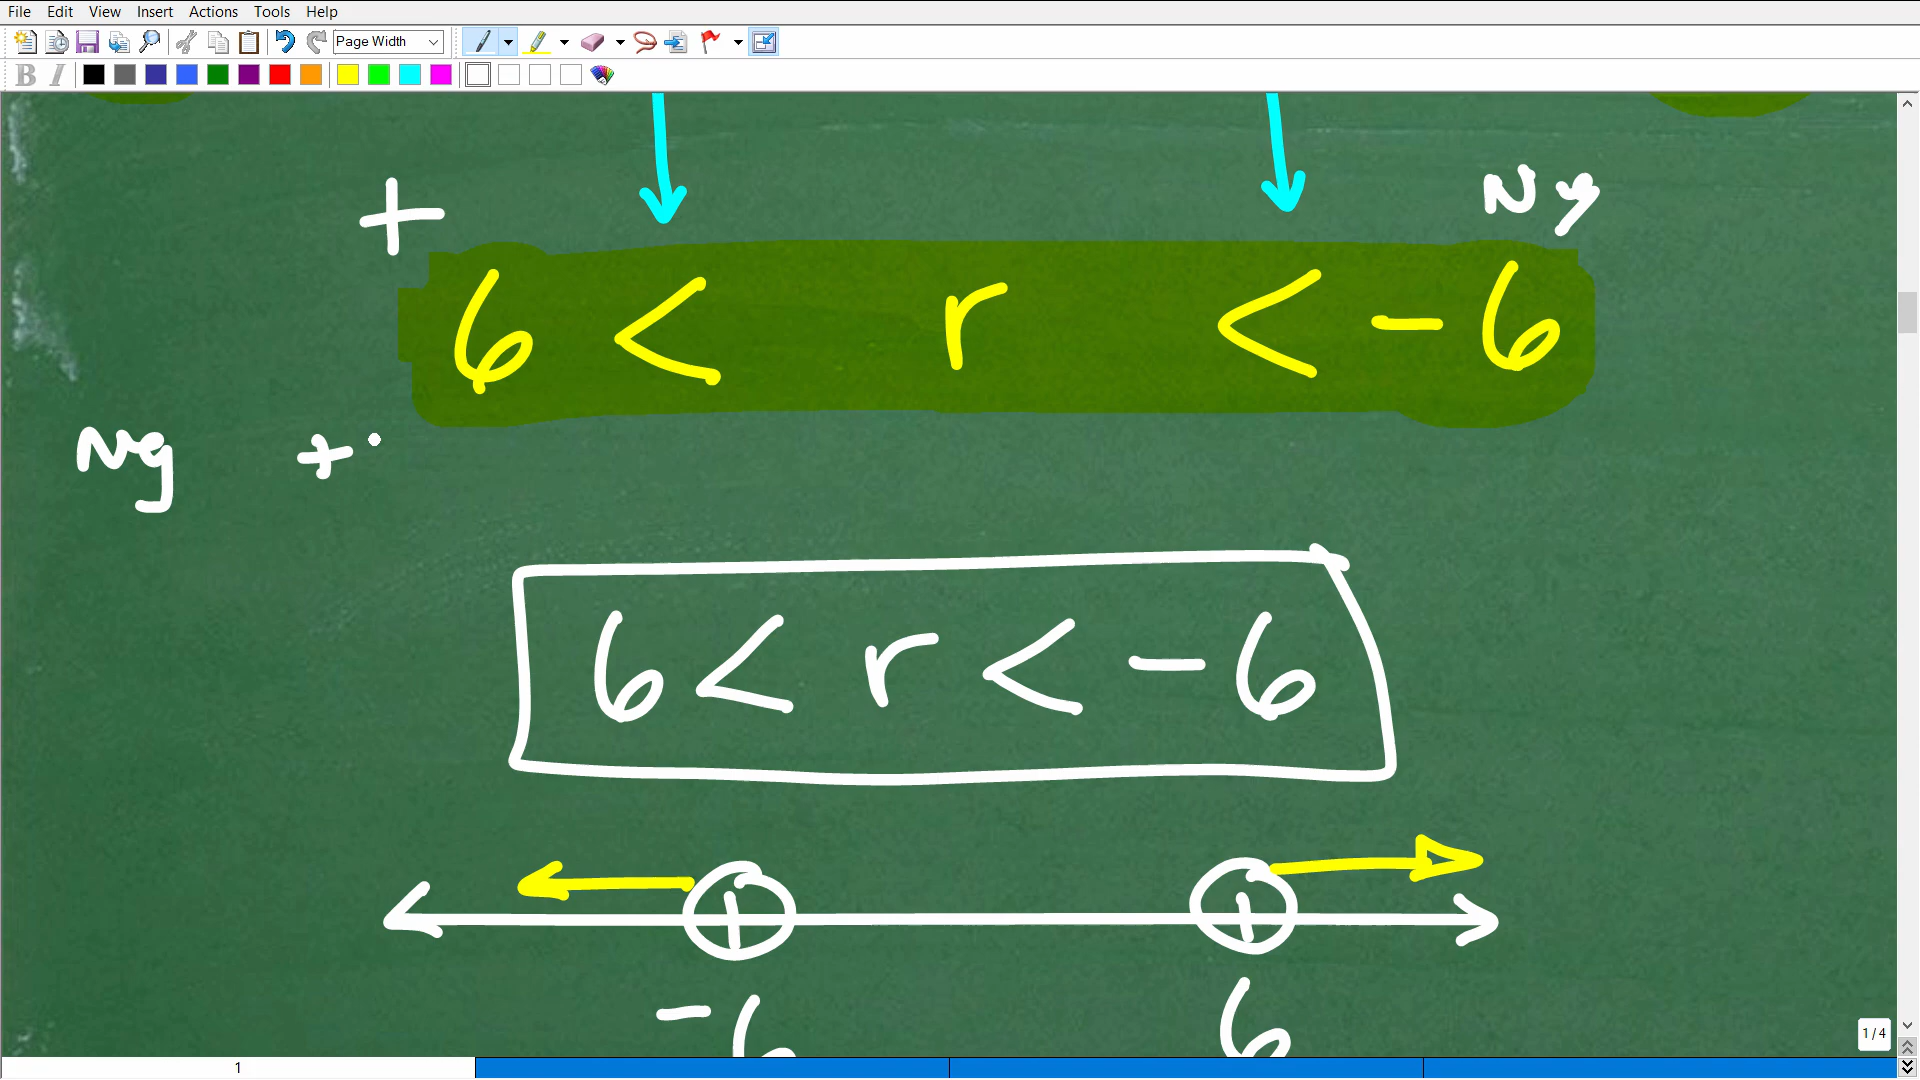 File Edit View Insert Actions Tools Help
Page Width
B I
+ Ng
6 < r < -6
Ng +
6 < r < -6
-6 6
1 / 4
1